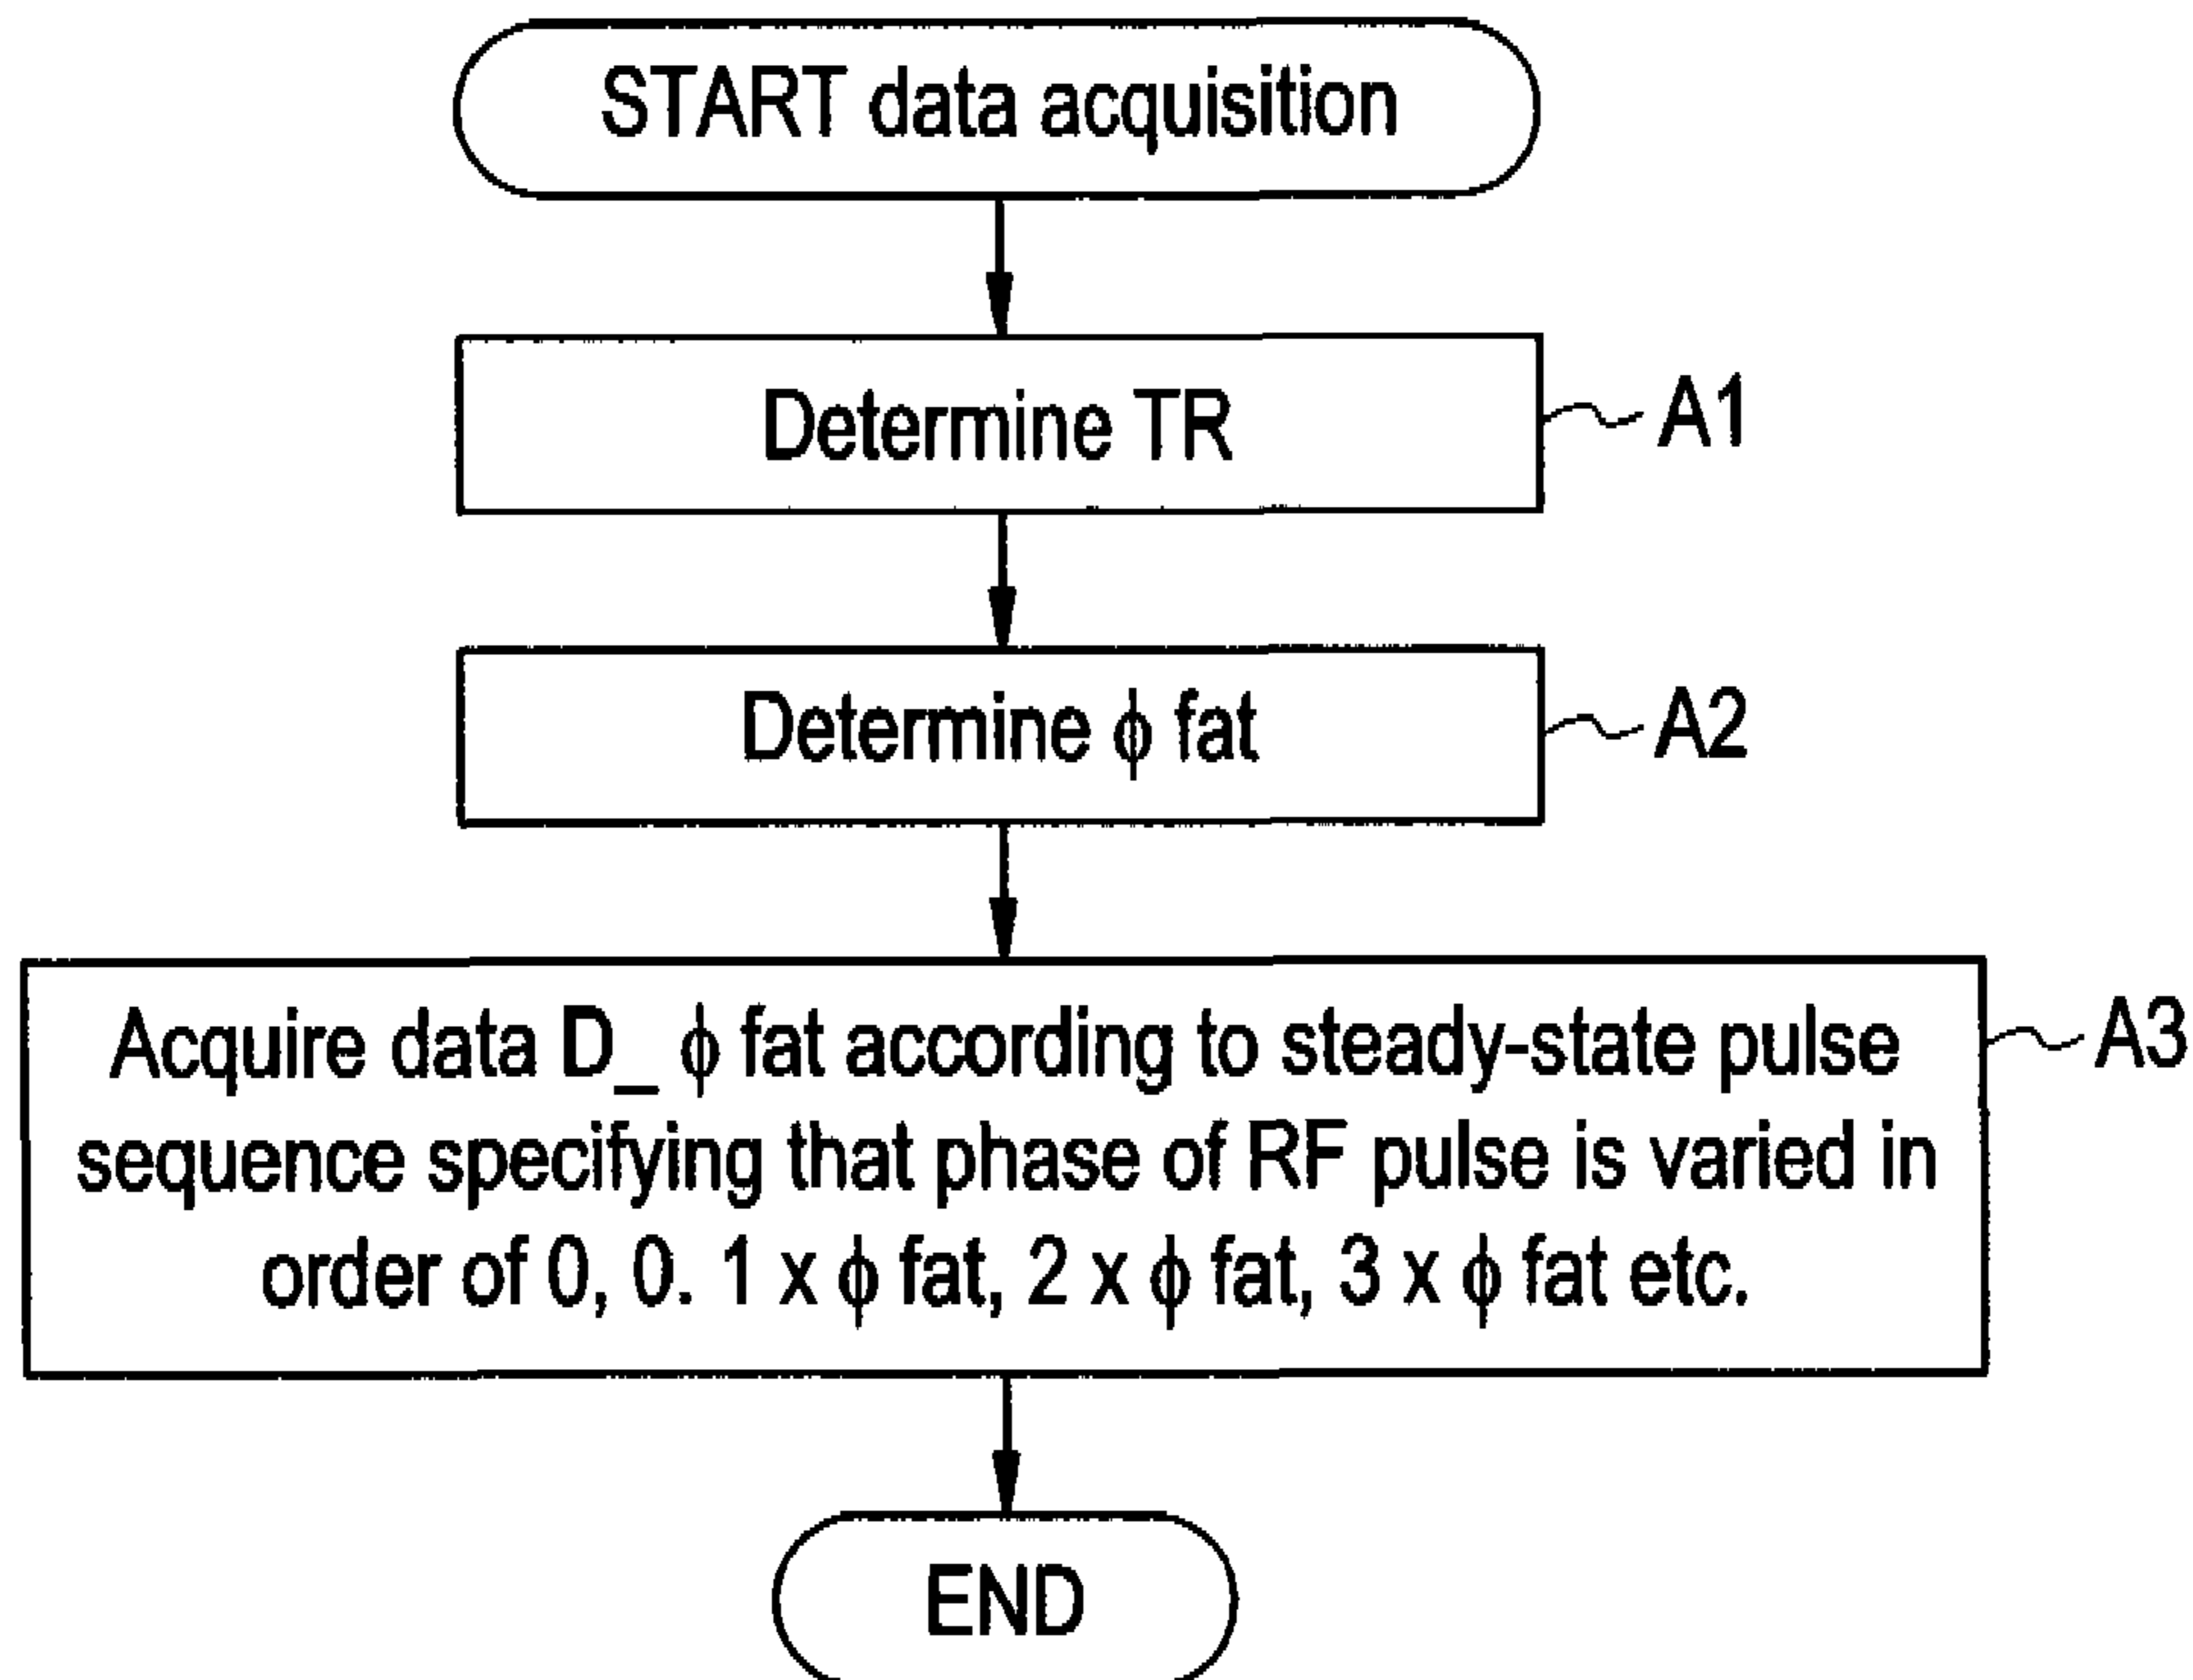 START data acquisition
Determine TR
A1
Determine ϕ fat
A2
Acquire data D_ ϕ fat according to steady-state pulse
sequence specifying that phase of RF pulse is varied in
order of 0, 0. 1 x ϕ fat, 2 x ϕ fat, 3 x ϕ fat etc.
A3
END